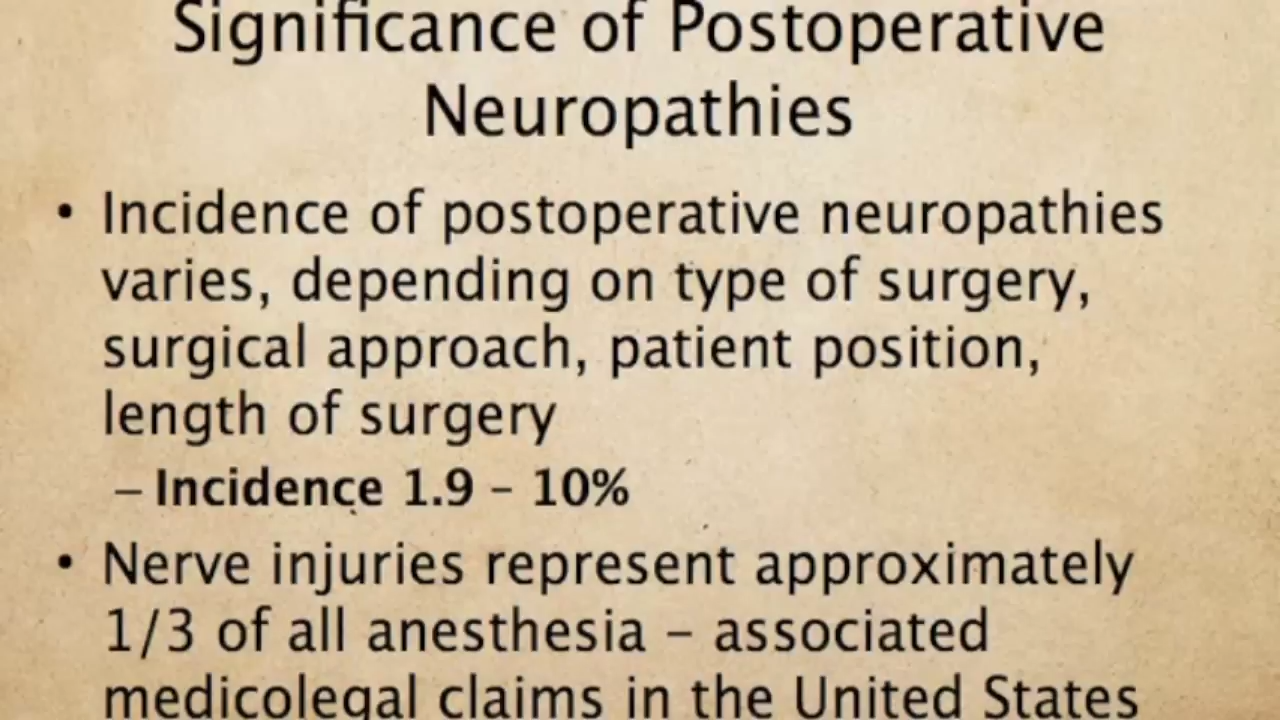 Significance of Postoperative
Neuropathies
• Incidence of postoperative neuropathies
varies, depending on type of surgery,
surgical approach, patient position,
length of surgery
– Incidence 1.9 – 10%
• Nerve injuries represent approximately
1/3 of all anesthesia – associated
medicolegal claims in the United States